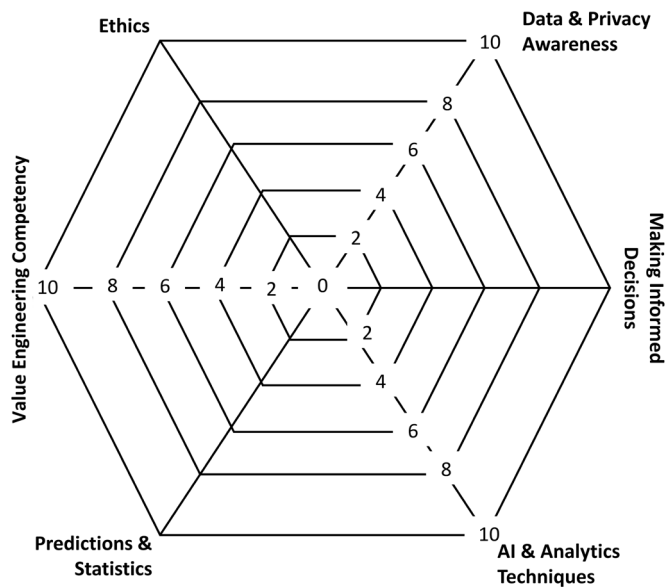 Ethics
Data & Privacy
Awareness
10
8
6
4
2
Value Engineering Competency
10 8 6 4 2 0
Making Informed
Decisions
2
4
6
8
10
Predictions &
Statistics
AI & Analytics
Techniques